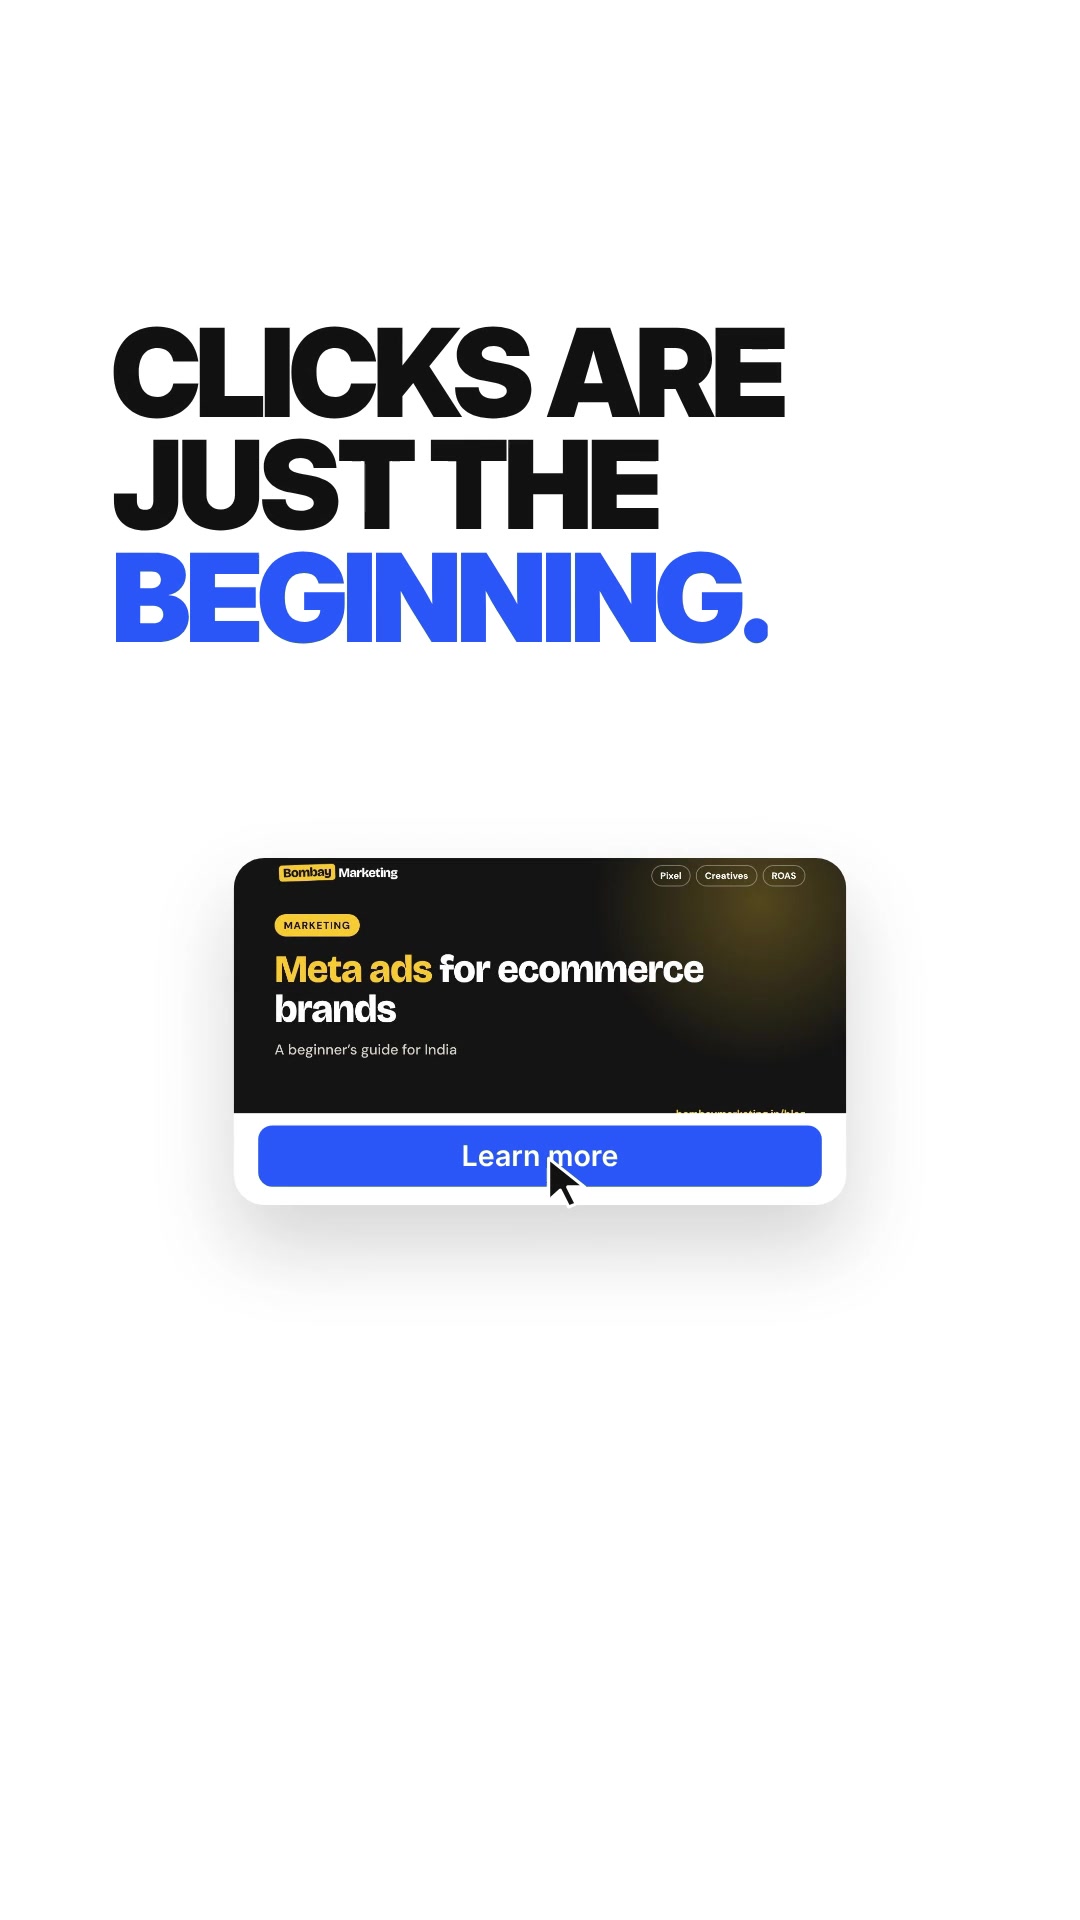 CLICKS ARE
JUST THE
BEGINNING.
Bombay Marketing
Pixel Creatives ROAS
MARKETING
Meta ads for ecommerce
brands
A beginner's guide for India
Learn more